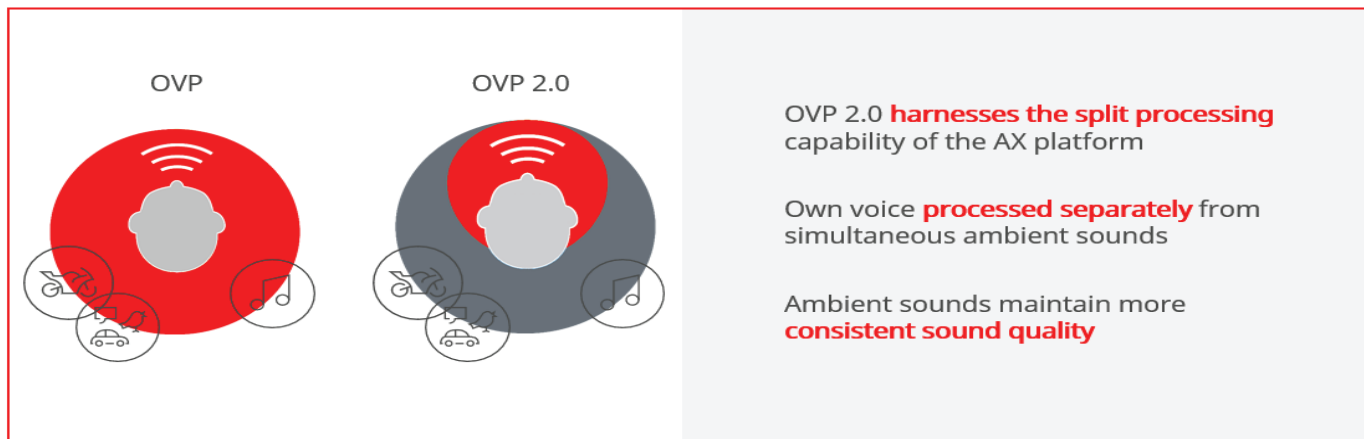 OVP
OVP 2.0
OVP 2.0 harnesses the split processing
capability of the AX platform
Own voice processed separately from
simultaneous ambient sounds
Ambient sounds maintain more
consistent sound quality